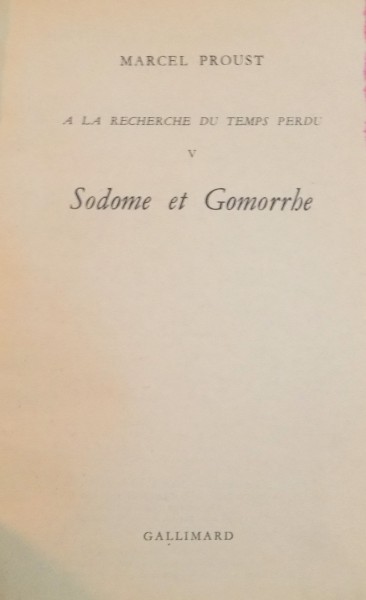 MARCEL PROUST
A LA RECHERCHE DU TEMPS PERDU
V
Sodome et Gomorrhe
GALLIMARD